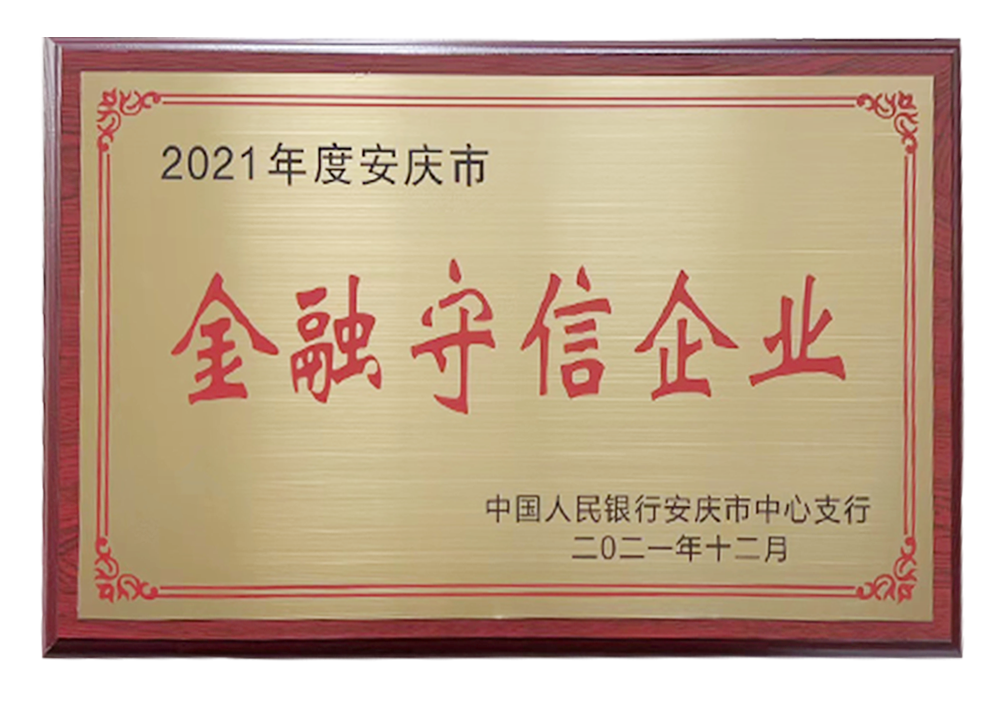 2021年度安庆市
金融守信企业
中国人民银行安庆市中心支行
二〇二一年十二月